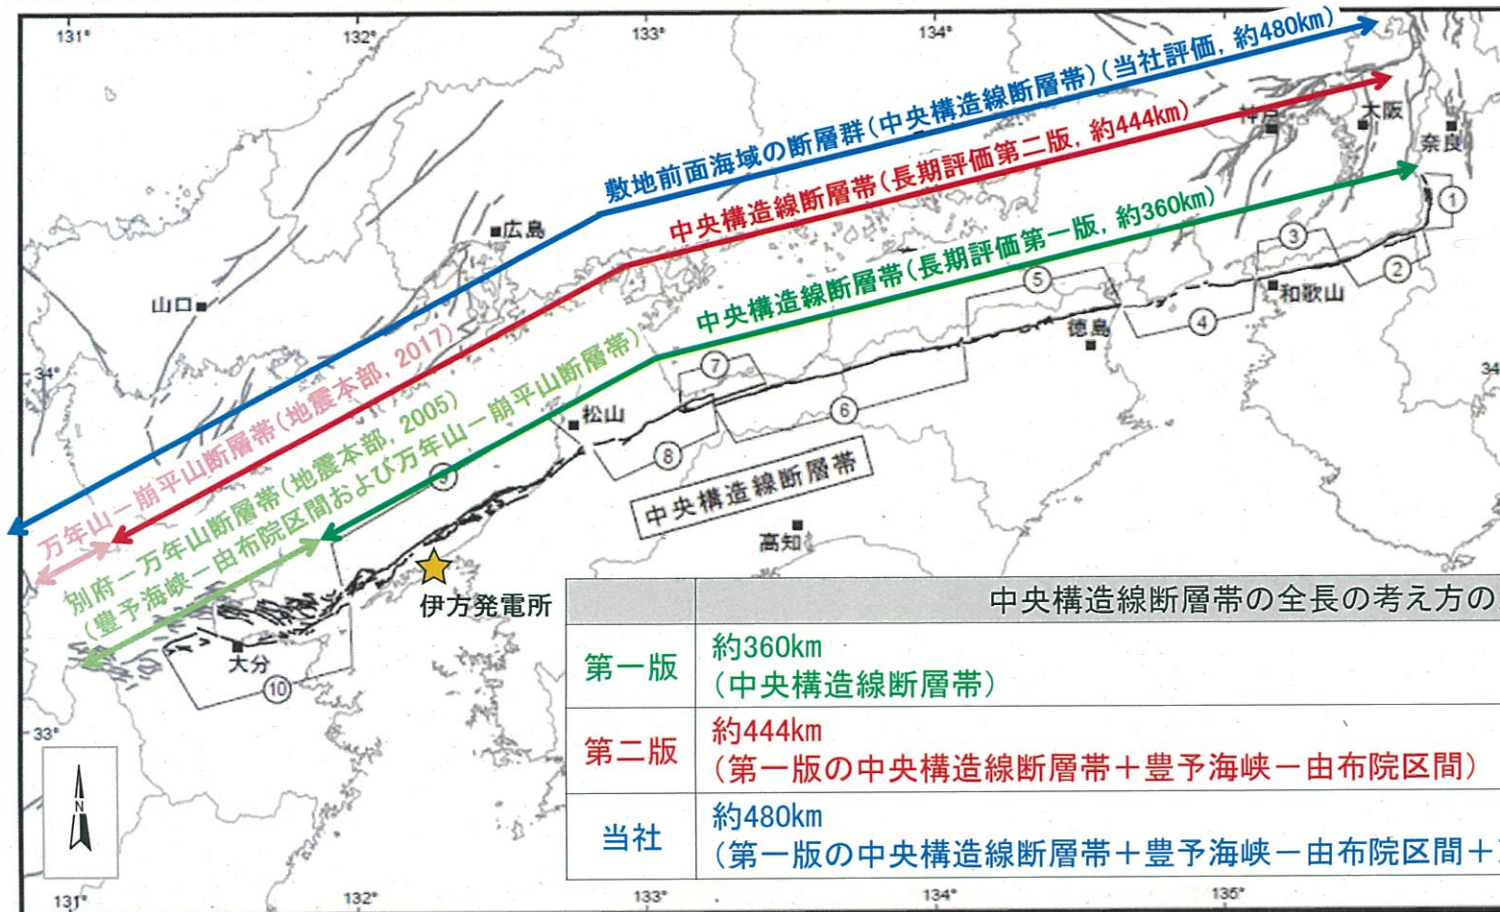 131°
132°
133°
134°
敷地前面海域の断層群(中央構造線断層帯)(当社評価, 約480km)
中央構造線断層帯(長期評価第二版, 約444km)
中央構造線断層帯(長期評価第一版, 約360km)
神戸
大阪
奈良
①
広島
③
②
⑤
和歌山
山口
④
徳島
34°
34
万年山－崩平山断層帯(地震本部, 2017)
別府－万年山断層帯(地震本部, 2005)
(豊予海峡－由布院区間および万年山－崩平山断層帯)
⑦
松山
⑥
⑧
⑨
中央構造線断層帯
高知
伊方発電所
大分
⑩
33°
N
中央構造線断層帯の全長の考え方の
第一版
約360km
(中央構造線断層帯)
第二版
約444km
(第一版の中央構造線断層帯＋豊予海峡－由布院区間)
当社
約480km
(第一版の中央構造線断層帯＋豊予海峡－由布院区間＋
131°
132°
133°
134°
135°